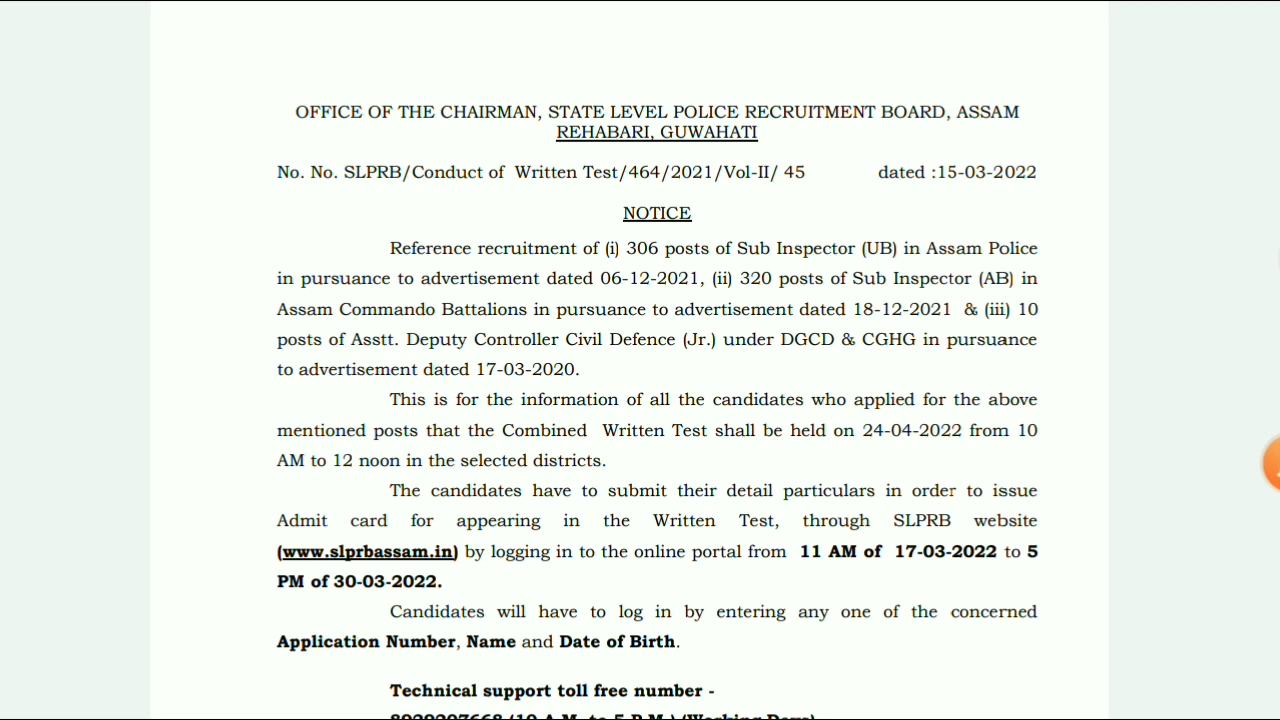 OFFICE OF THE CHAIRMAN, STATE LEVEL POLICE RECRUITMENT BOARD, ASSAM
REHABARI, GUWAHATI
No. No. SLPRB/Conduct of Written Test/464/2021/Vol-II/ 45 dated :15-03-2022
NOTICE
Reference recruitment of (i) 306 posts of Sub Inspector (UB) in Assam Police
in pursuance to advertisement dated 06-12-2021, (ii) 320 posts of Sub Inspector (AB) in
Assam Commando Battalions in pursuance to advertisement dated 18-12-2021 & (iii) 10
posts of Asstt. Deputy Controller Civil Defence (Jr.) under DGCD & CGHG in pursuance
to advertisement dated 17-03-2020.
This is for the information of all the candidates who applied for the above
mentioned posts that the Combined Written Test shall be held on 24-04-2022 from 10
AM to 12 noon in the selected districts.
The candidates have to submit their detail particulars in order to issue
Admit card for appearing in the Written Test, through SLPRB website
(www.slprbassam.in) by logging in to the online portal from 11 AM of 17-03-2022 to 5
PM of 30-03-2022.
Candidates will have to log in by entering any one of the concerned
Application Number, Name and Date of Birth.
Technical support toll free number -
(10 A.M. to 5 P.M.) (Working Days)